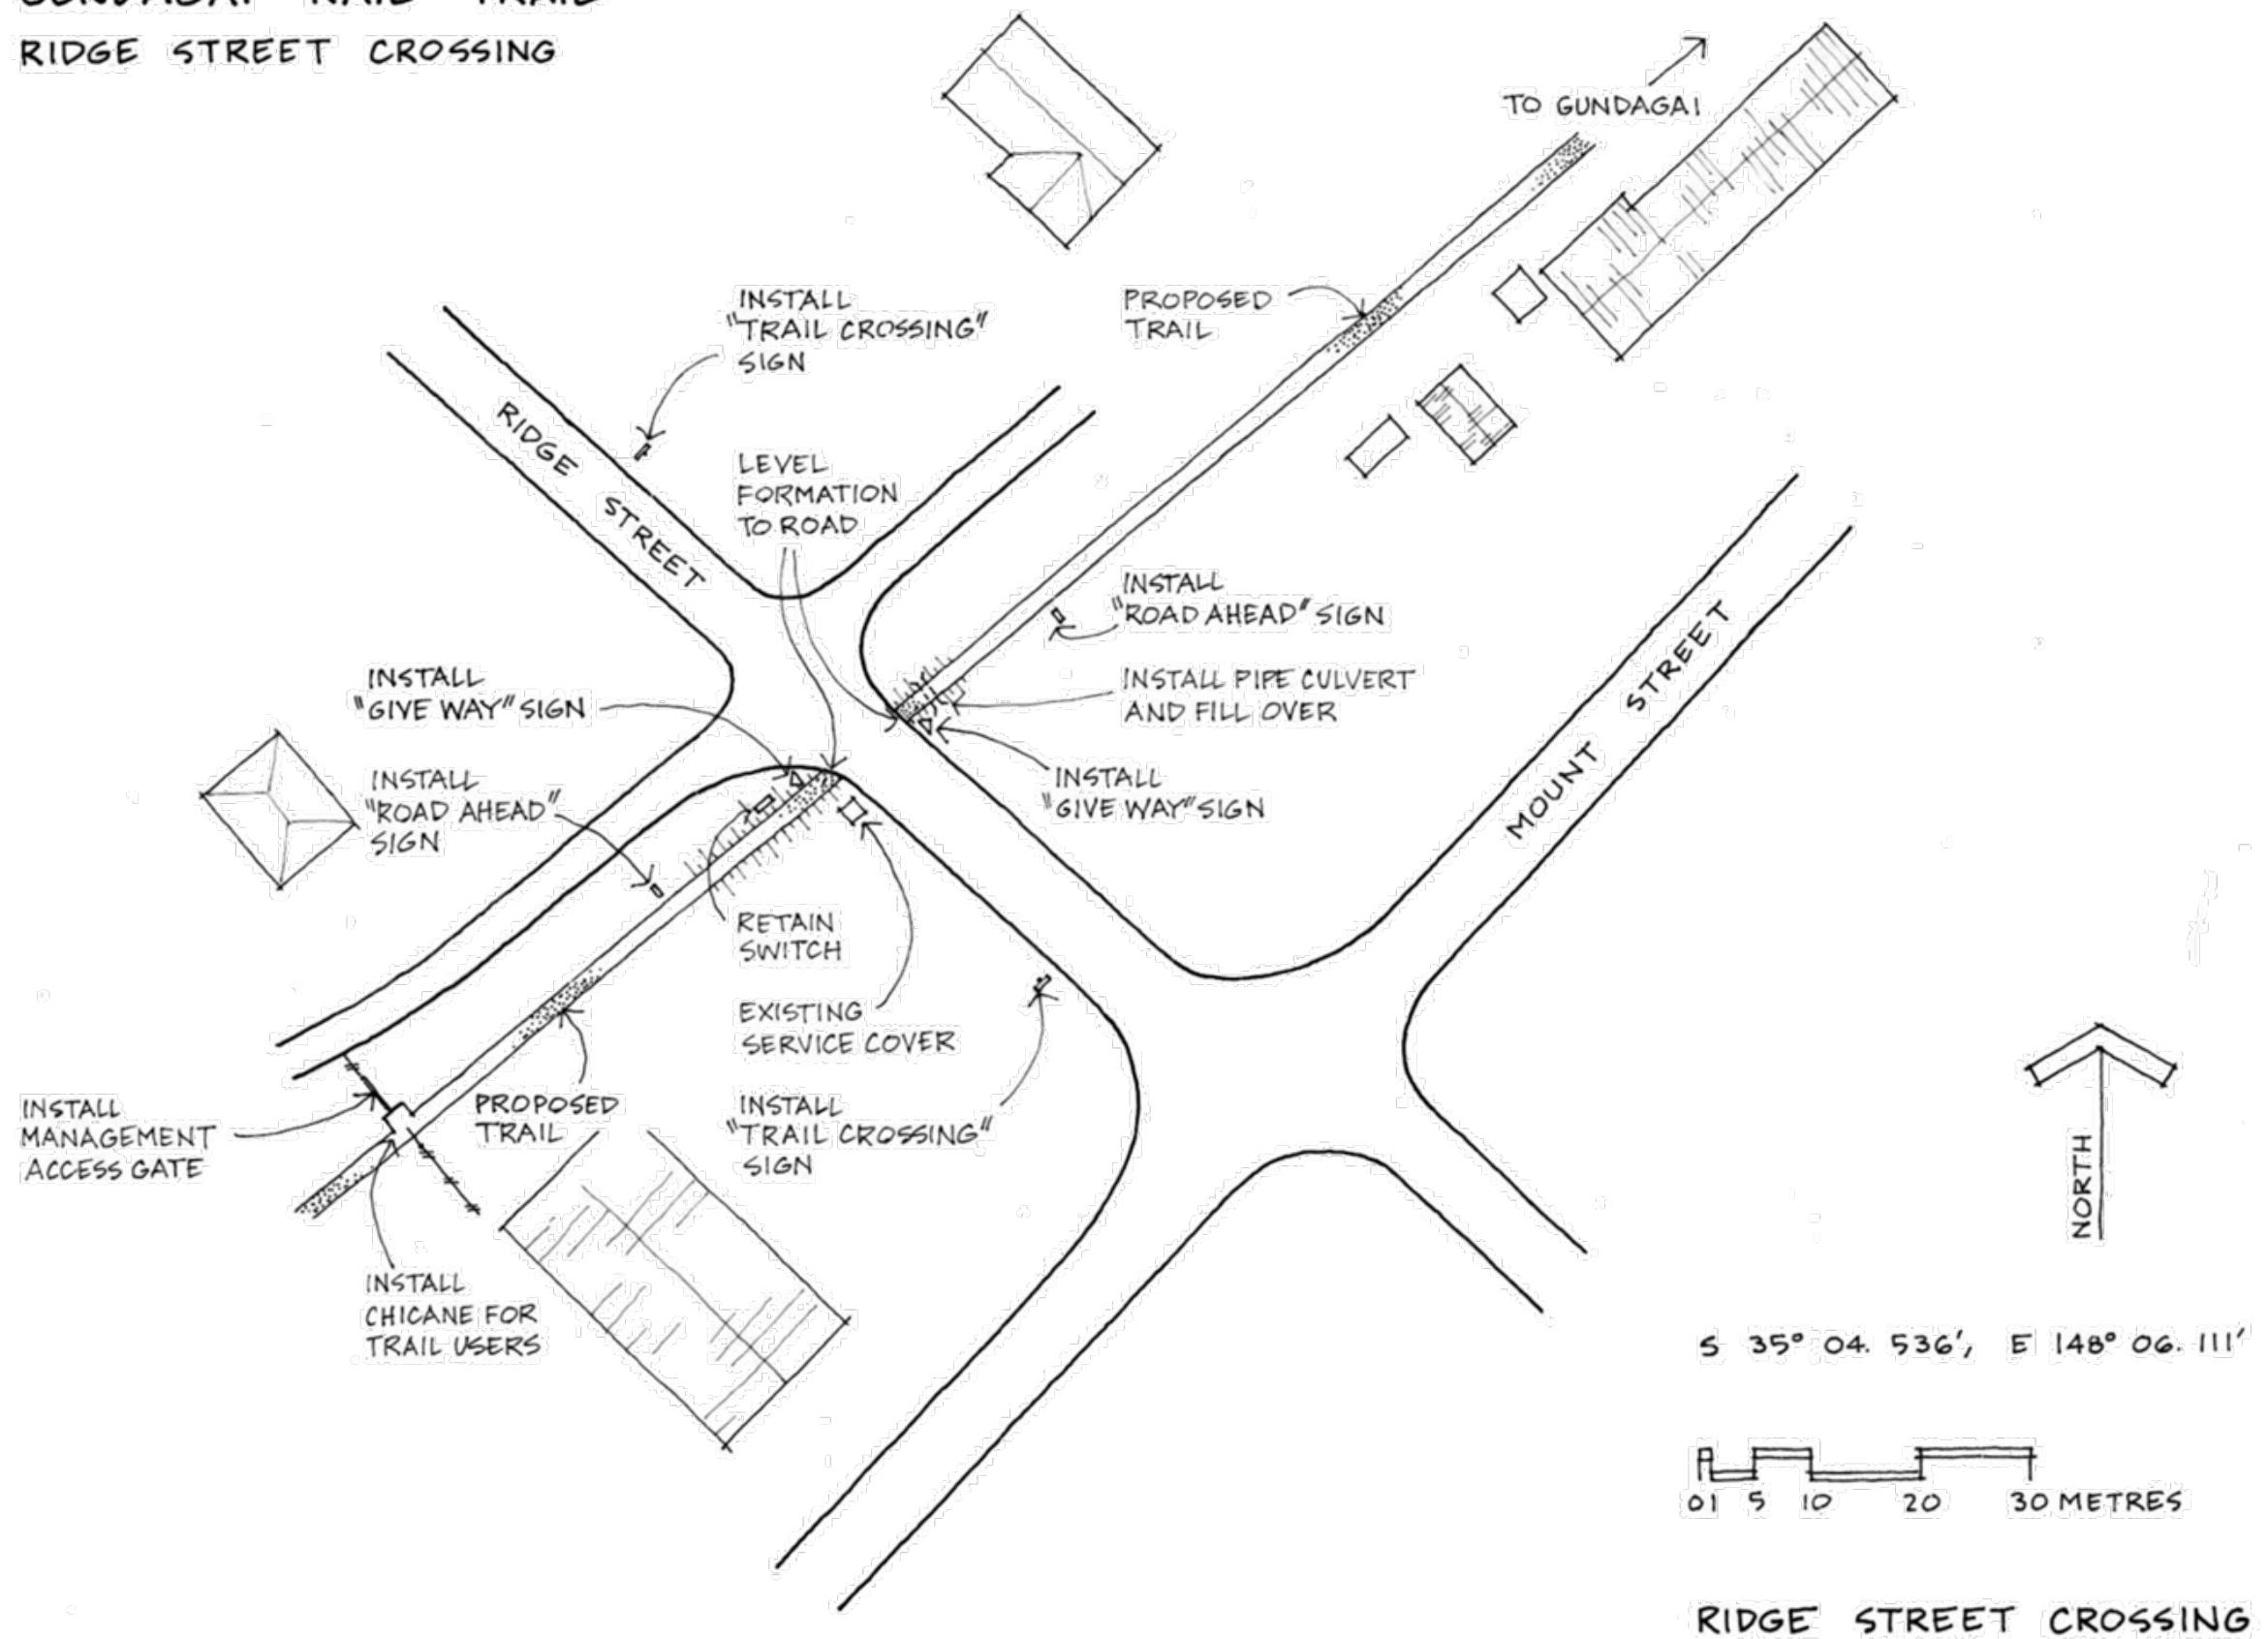 RIDGE STREET CROSSING
TO GUNDAGAI
INSTALL
"TRAIL CROSSING"
SIGN
PROPOSED
TRAIL
RIDGE STREET
LEVEL
FORMATION
TO ROAD
INSTALL
"ROAD AHEAD" SIGN
INSTALL
"GIVE WAY" SIGN
INSTALL PIPE CULVERT
AND FILL OVER
MOUNT STREET
INSTALL
"ROAD AHEAD"
SIGN
INSTALL
"GIVE WAY" SIGN
RETAIN
SWITCH
EXISTING
SERVICE COVER
INSTALL
MANAGEMENT
ACCESS GATE
PROPOSED
TRAIL
INSTALL
"TRAIL CROSSING"
SIGN
NORTH
INSTALL
CHICANE FOR
TRAIL USERS
S 35° 04. 536', E 148° 06. 111'
0 1 5 10 20 30 METRES
RIDGE STREET CROSSING